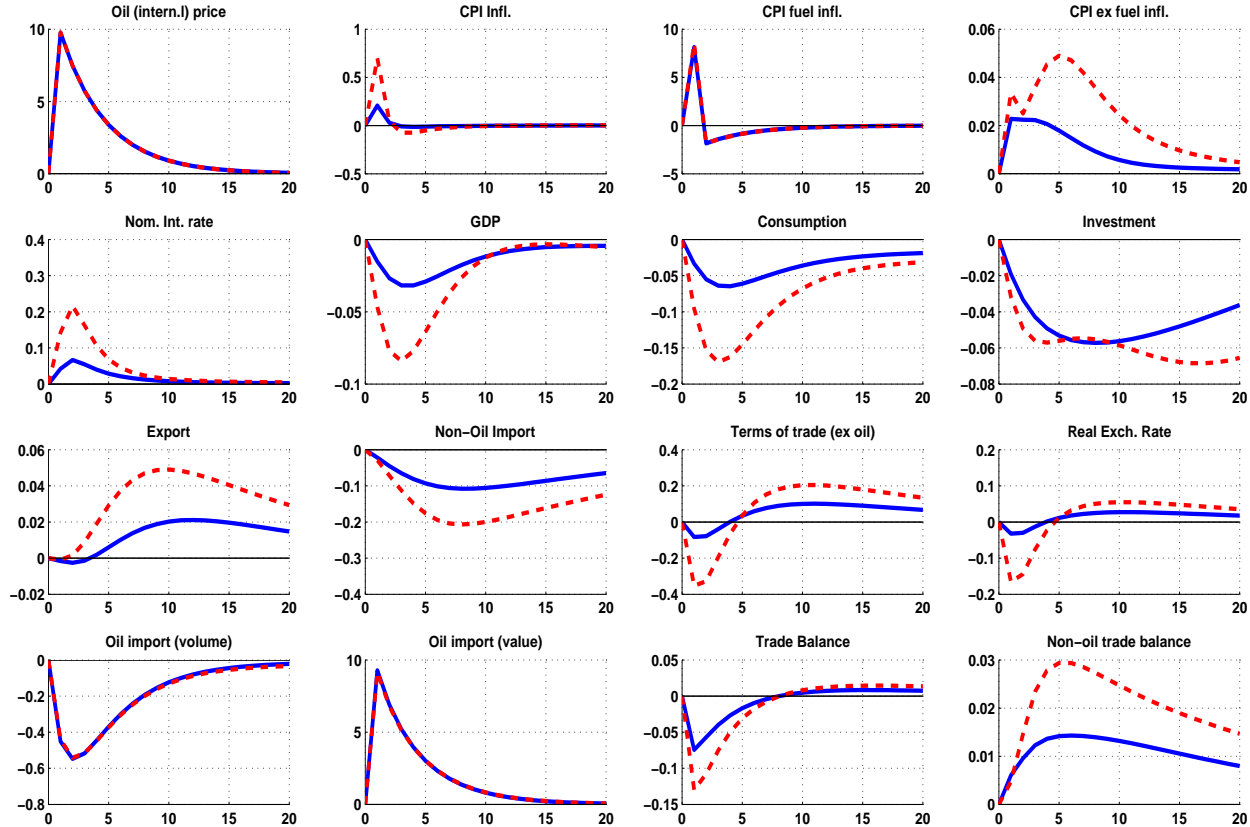 Oil (intern.l) price
10
5
0
0 5 10 15 20
CPI Infl.
1
0.5
0
−0.5
0 5 10 15 20
CPI fuel infl.
10
5
0
−5
0 5 10 15 20
CPI ex fuel infl.
0.06
0.04
0.02
0
0 5 10 15 20
Nom. Int. rate
0.4
0.3
0.2
0.1
0
0 5 10 15 20
GDP
0
−0.05
−0.1
0 5 10 15 20
Consumption
0
−0.05
−0.1
−0.15
−0.2
0 5 10 15 20
Investment
0
−0.02
−0.04
−0.06
−0.08
0 5 10 15 20
Export
0.06
0.04
0.02
0
−0.02
0 5 10 15 20
Non−Oil Import
0
−0.1
−0.2
−0.3
−0.4
0 5 10 15 20
Terms of trade (ex oil)
0.4
0.2
0
−0.2
−0.4
0 5 10 15 20
Real Exch. Rate
0.2
0.1
0
−0.1
−0.2
0 5 10 15 20
Oil import (volume)
0
−0.2
−0.4
−0.6
−0.8
0 5 10 15 20
Oil import (value)
10
5
0
0 5 10 15 20
Trade Balance
0.05
0
−0.05
−0.1
−0.15
0 5 10 15 20
Non−oil trade balance
0.03
0.02
0.01
0
0 5 10 15 20